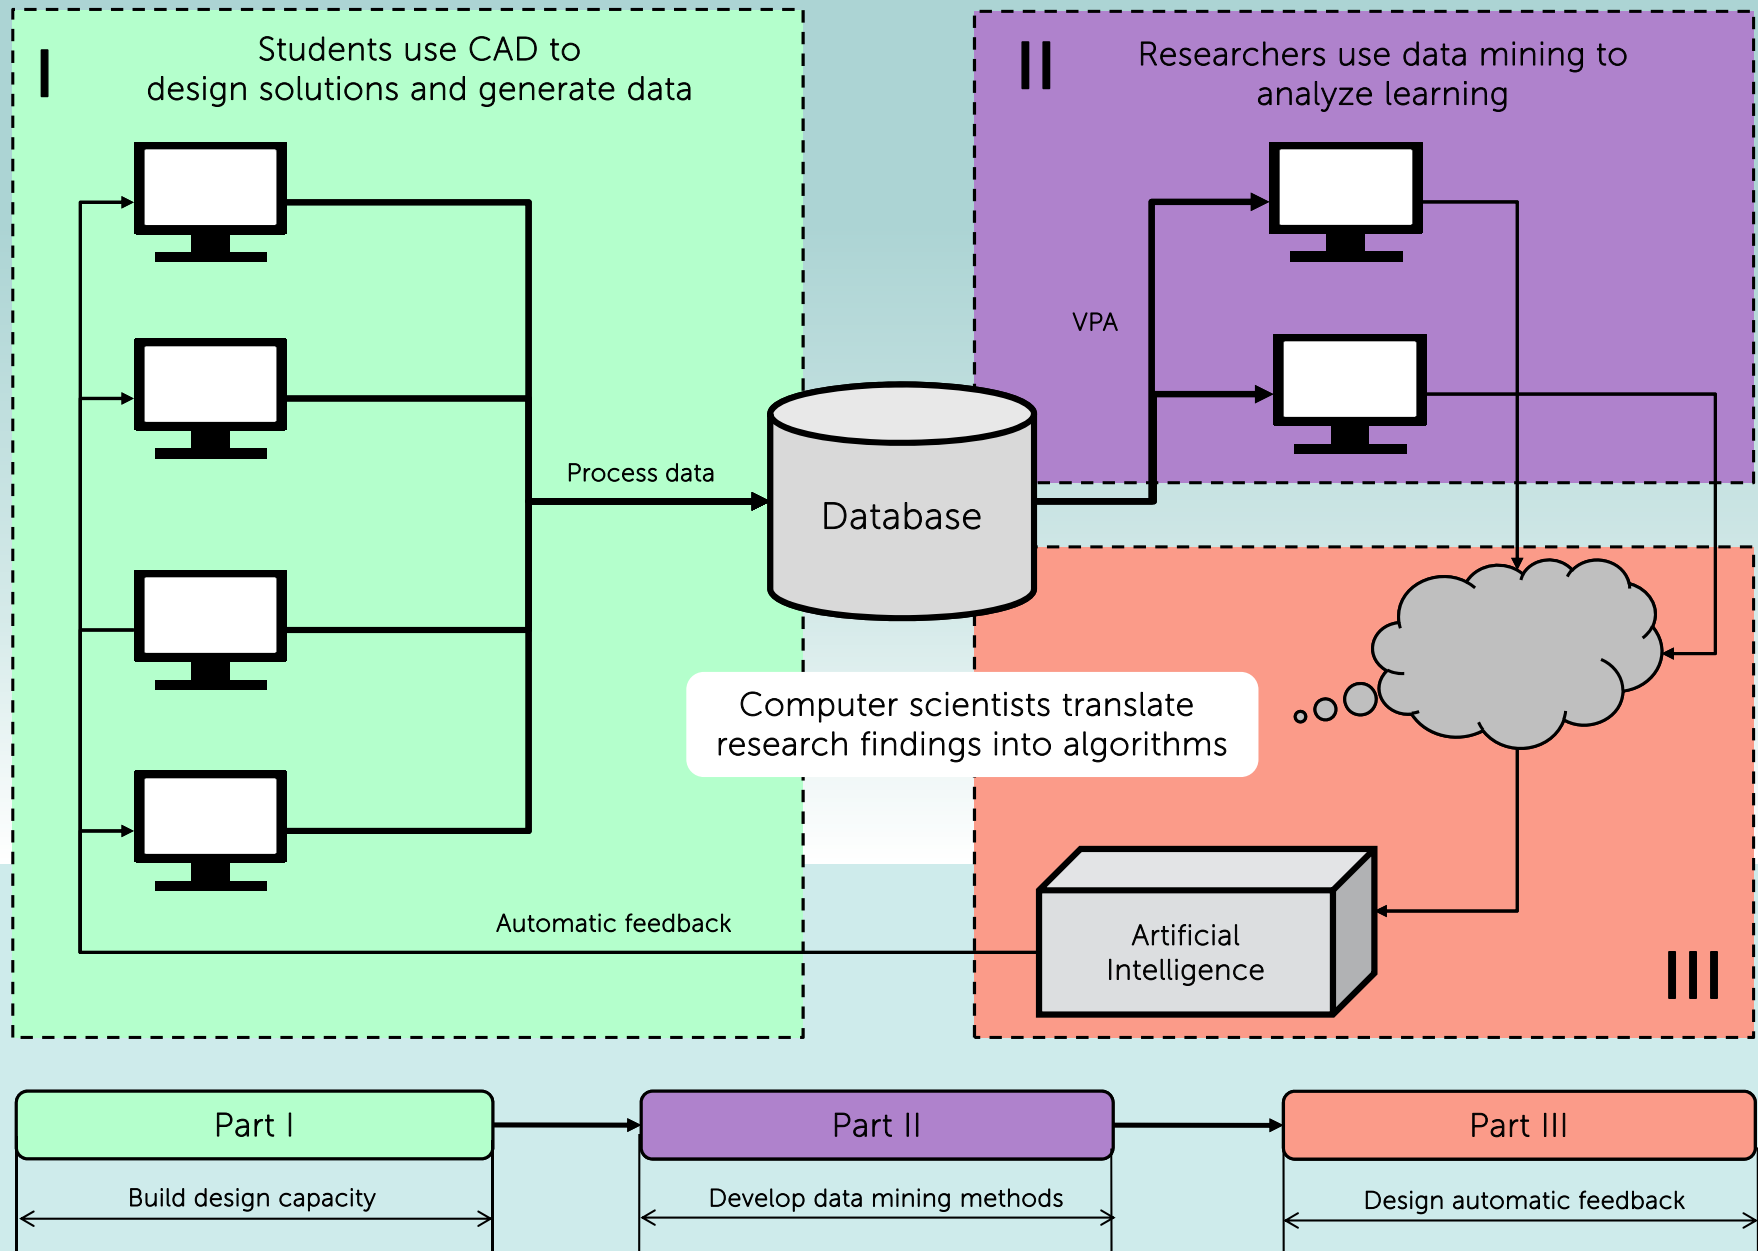 I
Students use CAD to
design solutions and generate data
II
Researchers use data mining to
analyze learning
VPA
Process data
Database
Computer scientists translate
research findings into algorithms
Automatic feedback
Artificial
Intelligence
III
Part I
Part II
Part III
Build design capacity
Develop data mining methods
Design automatic feedback